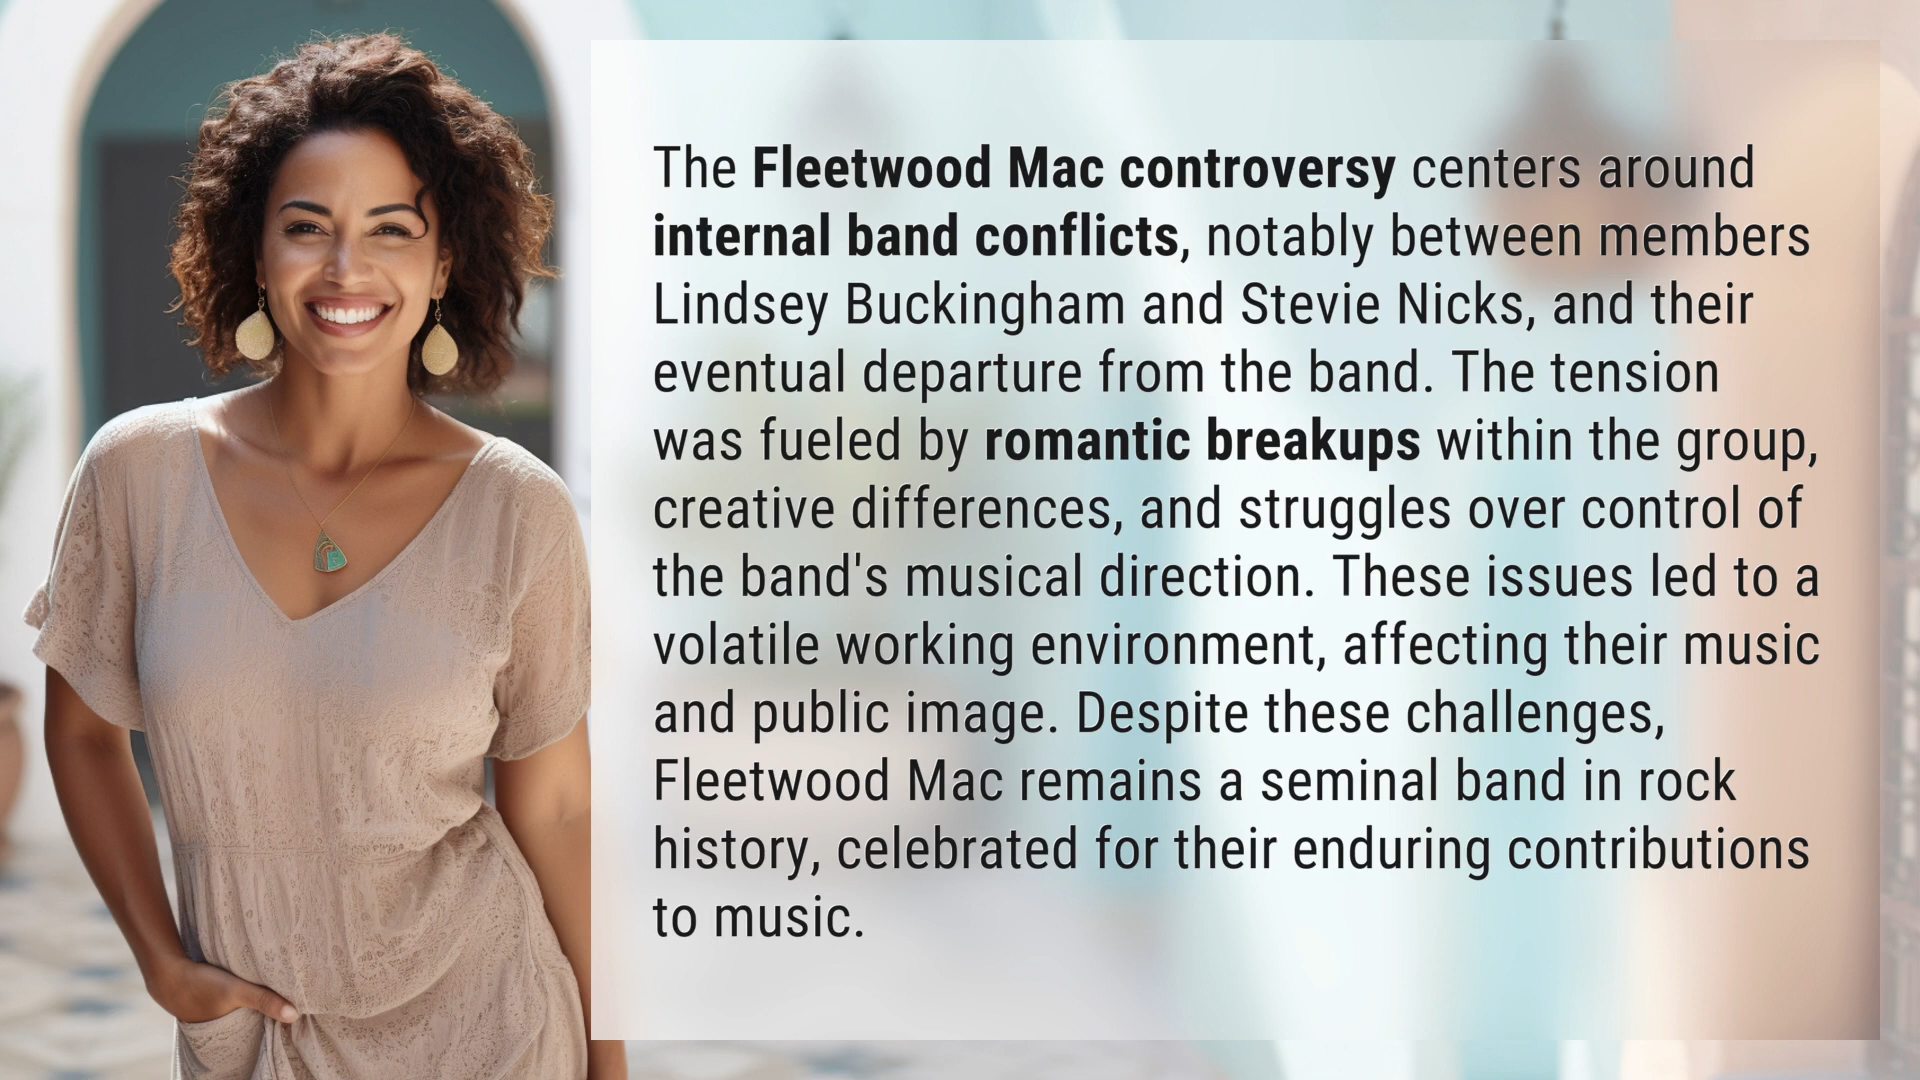 The Fleetwood Mac controversy centers around
internal band conflicts, notably between members
Lindsey Buckingham and Stevie Nicks, and their
eventual departure from the band. The tension
was fueled by romantic breakups within the group,
creative differences, and struggles over control of
the band's musical direction. These issues led to a
volatile working environment, affecting their music
and public image. Despite these challenges,
Fleetwood Mac remains a seminal band in rock
history, celebrated for their enduring contributions
to music.